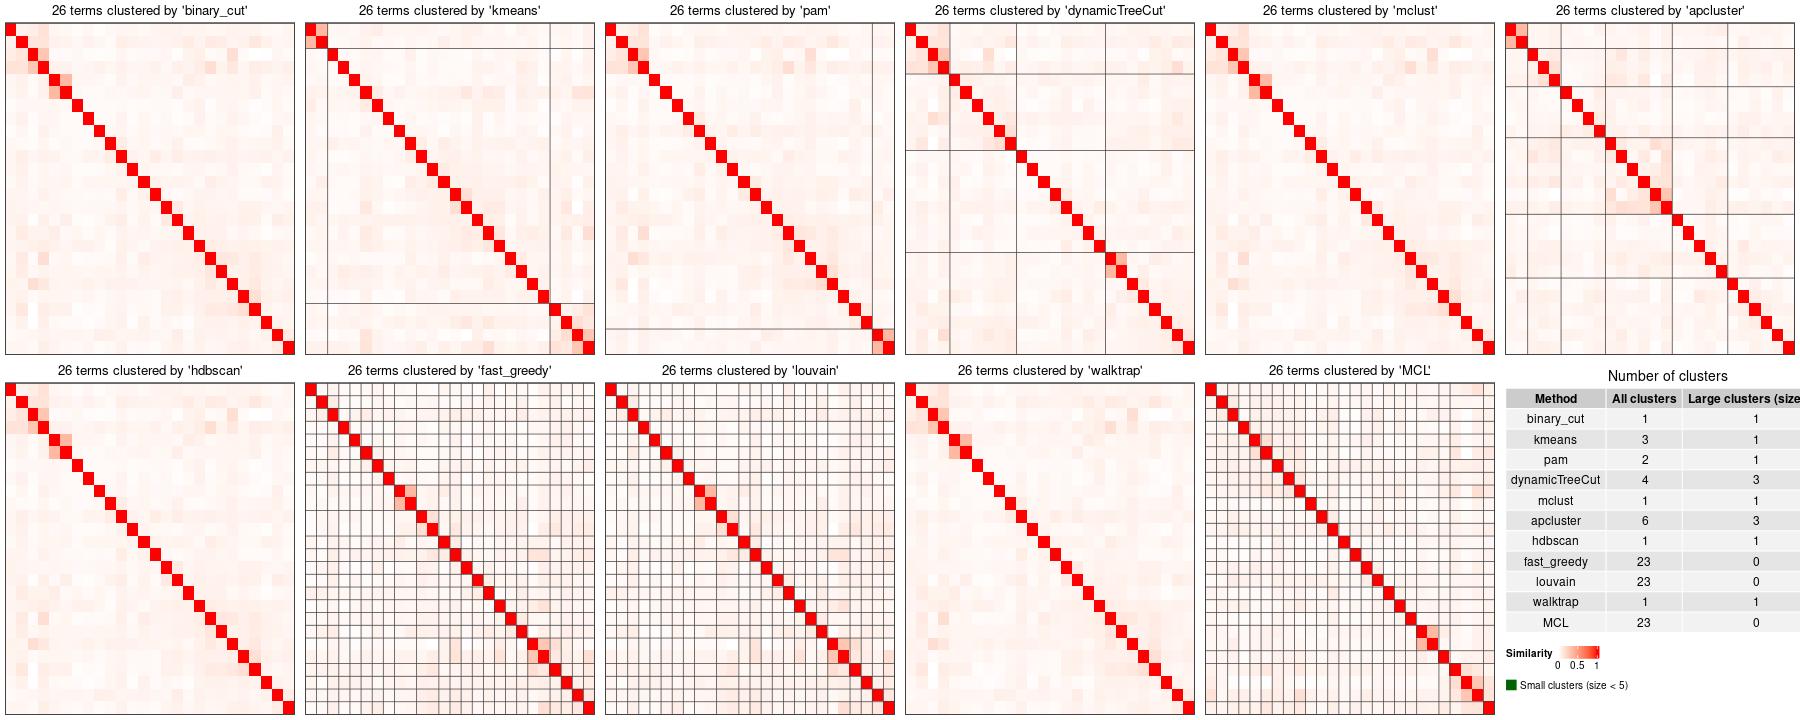 26 terms clustered by 'binary_cut'
26 terms clustered by 'kmeans'
26 terms clustered by 'pam'
26 terms clustered by 'dynamicTreeCut'
26 terms clustered by 'mclust'
26 terms clustered by 'apcluster'
26 terms clustered by 'hdbscan'
26 terms clustered by 'fast_greedy'
26 terms clustered by 'louvain'
26 terms clustered by 'walktrap'
26 terms clustered by 'MCL'
Number of clusters
Method All clusters Large clusters (size
binary_cut 1 1
kmeans 3 1
pam 2 1
dynamicTreeCut 4 3
mclust 1 1
apcluster 6 3
hdbscan 1 1
fast_greedy 23 0
louvain 23 0
walktrap 1 1
MCL 23 0
Similarity
0 0.5 1
Small clusters (size < 5)